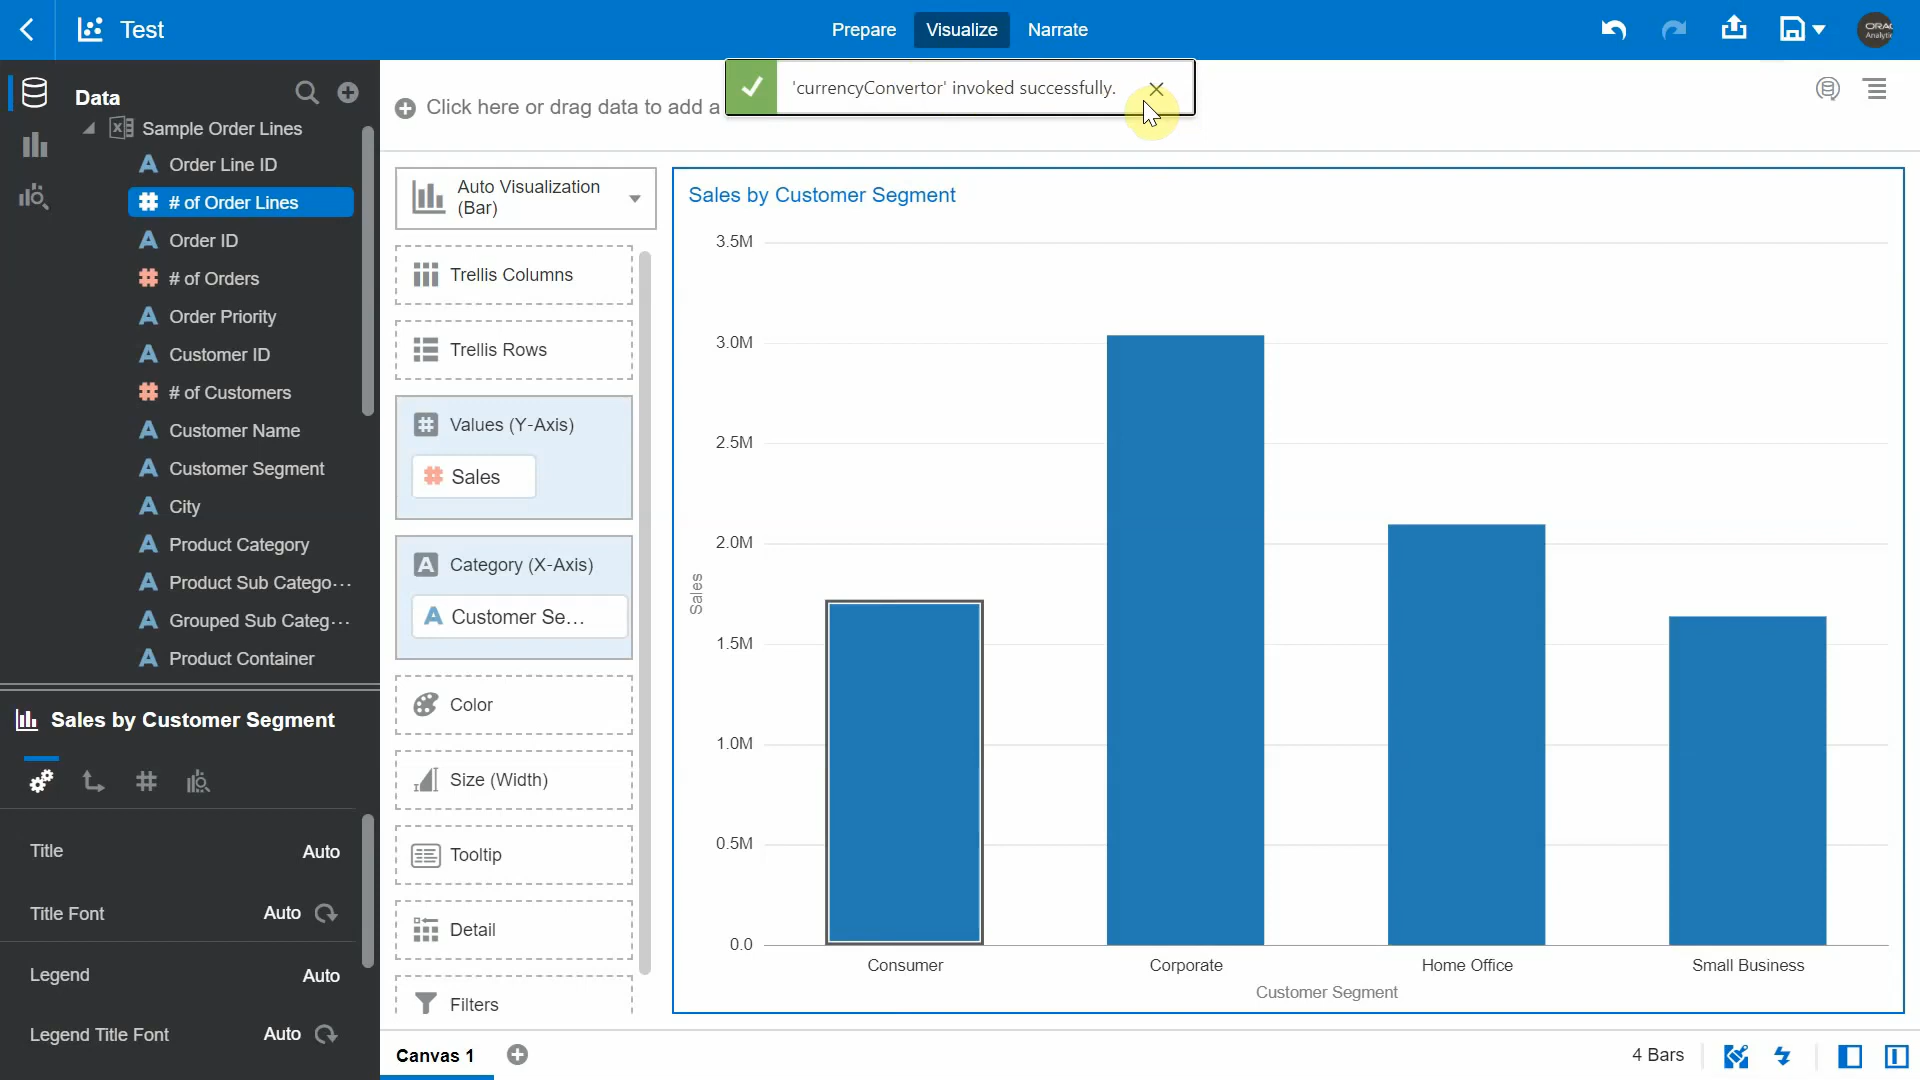 Test
Prepare
Visualize
Narrate
ORAC
Analytic
Data
Sample Order Lines
Order Line ID
# of Order Lines
Order ID
# of Orders
Order Priority
Customer ID
# of Customers
Customer Name
Customer Segment
City
Product Category
Product Sub Catego...
Grouped Sub Categ...
Product Container
Sales by Customer Segment
Title Auto
Title Font Auto
Legend Auto
Legend Title Font Auto
Click here or drag data to add a
'currencyConvertor' invoked successfully.
Auto Visualization
(Bar)
Trellis Columns
Trellis Rows
Values (Y-Axis)
Sales
Category (X-Axis)
Customer Se...
Color
Size (Width)
Tooltip
Detail
Filters
Sales by Customer Segment
3.5M
3.0M
2.5M
2.0M
1.5M
1.0M
0.5M
0.0
Sales
Consumer
Corporate
Home Office
Small Business
Customer Segment
Canvas 1
4 Bars